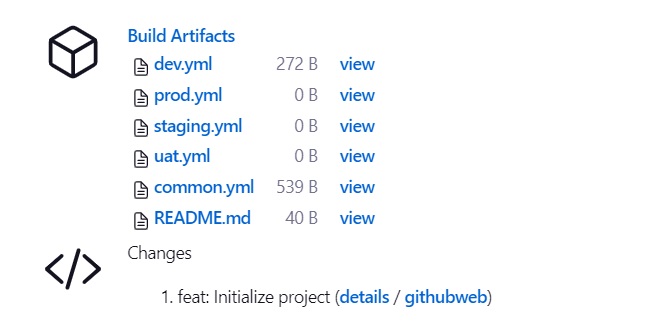 Build Artifacts
dev.yml 272 B view
prod.yml 0 B view
staging.yml 0 B view
uat.yml 0 B view
common.yml 539 B view
README.md 40 B view
Changes
1. feat: Initialize project (details / githubweb)